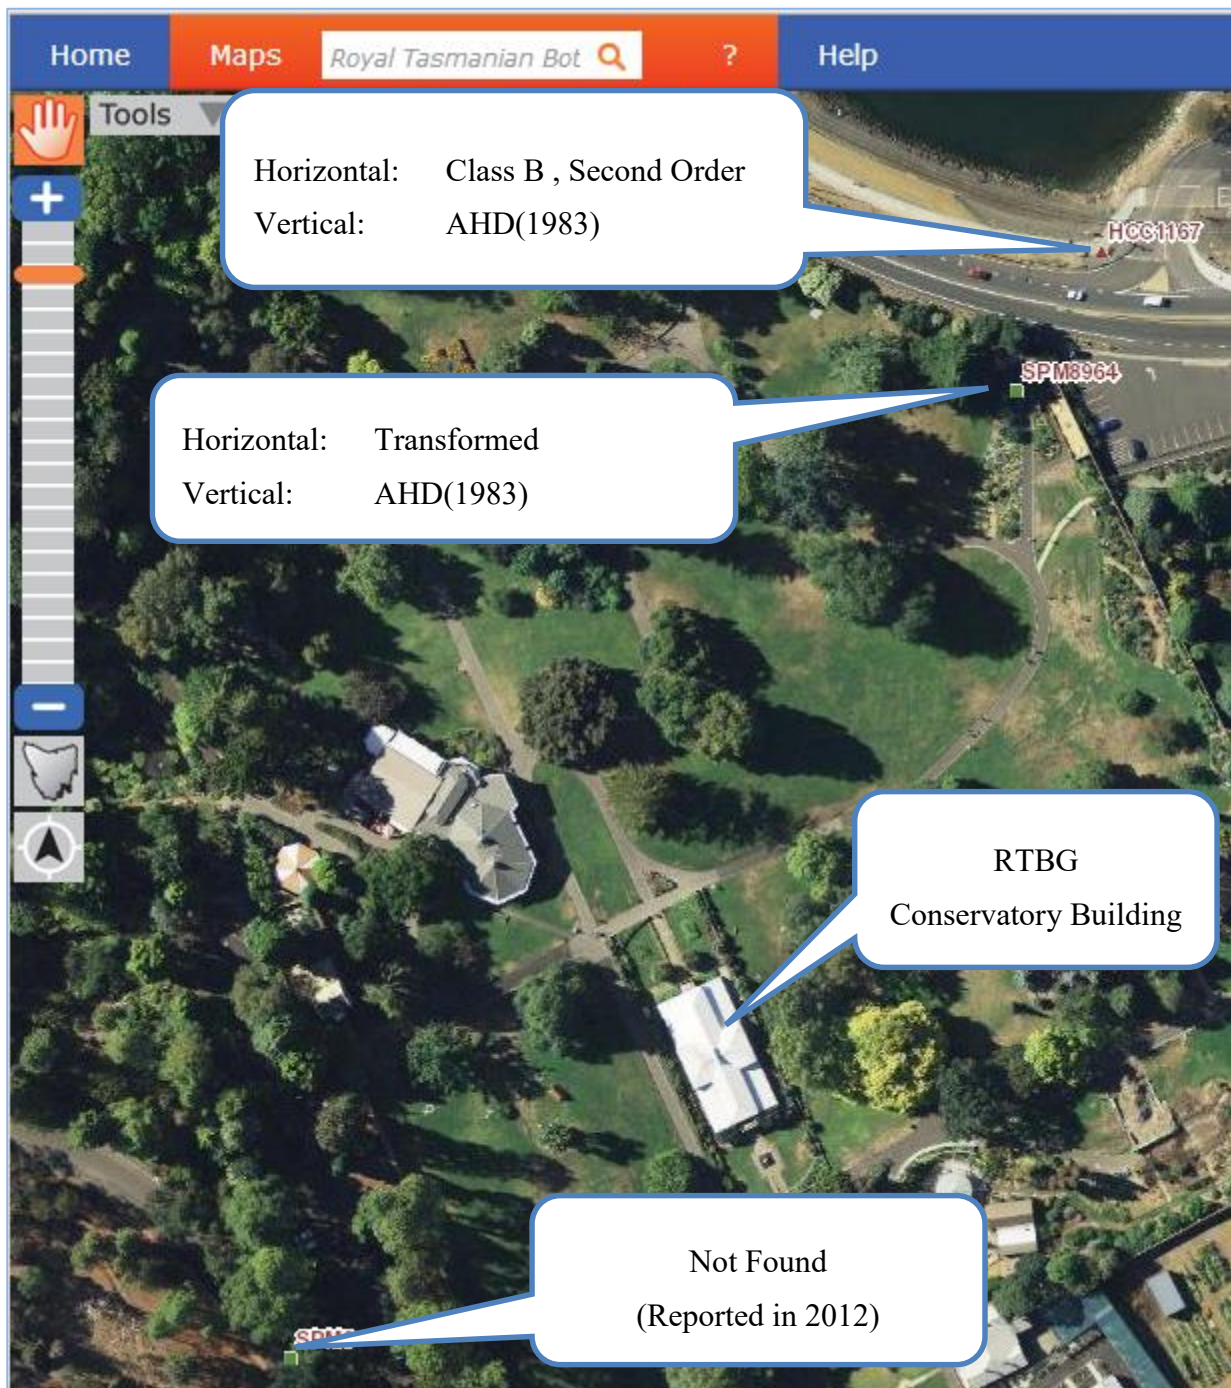 Home Maps Royal Tasmanian Bot ? Help
Tools
Horizontal: Class B , Second Order
Vertical: AHD(1983)
HCC1167
SPM8964
Horizontal: Transformed
Vertical: AHD(1983)
RTBG
Conservatory Building
Not Found
(Reported in 2012)